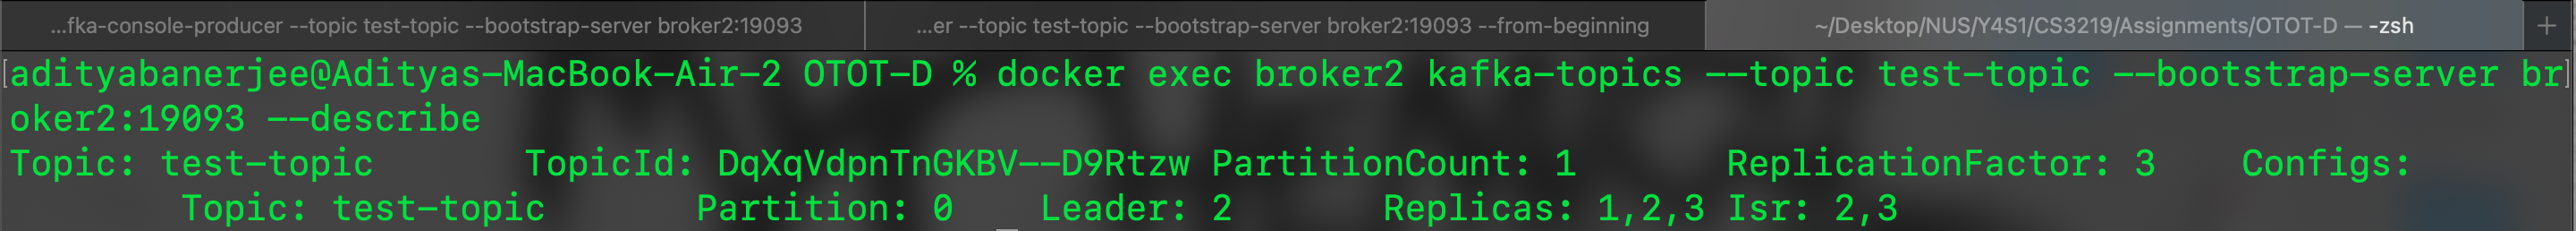 ...fka-console-producer --topic test-topic --bootstrap-server broker2:19093
...er --topic test-topic --bootstrap-server broker2:19093 --from-beginning
~/Desktop/NUS/Y4S1/CS3219/Assignments/OTOT-D — -zsh
+
[adityabanerjee@Adityas-MacBook-Air-2 OTOT-D % docker exec broker2 kafka-topics --topic test-topic --bootstrap-server br]
oker2:19093 --describe
Topic: test-topic TopicId: DqXqVdpnTnGKBV--D9Rtzw PartitionCount: 1 ReplicationFactor: 3 Configs:
Topic: test-topic Partition: 0 Leader: 2 Replicas: 1,2,3 Isr: 2,3